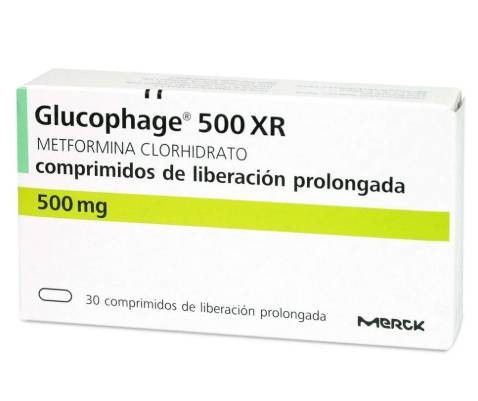 Glucophage® 500 XR
METFORMINA CLORHIDRATO
comprimidos de liberación prolongada
500 mg
30 comprimidos de liberación prolongada
MERCK